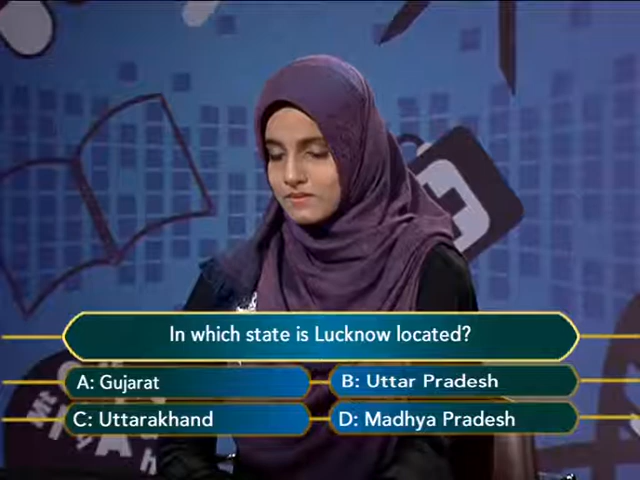 In which state is Lucknow located?
A: Gujarat
B: Uttar Pradesh
C: Uttarakhand
D: Madhya Pradesh